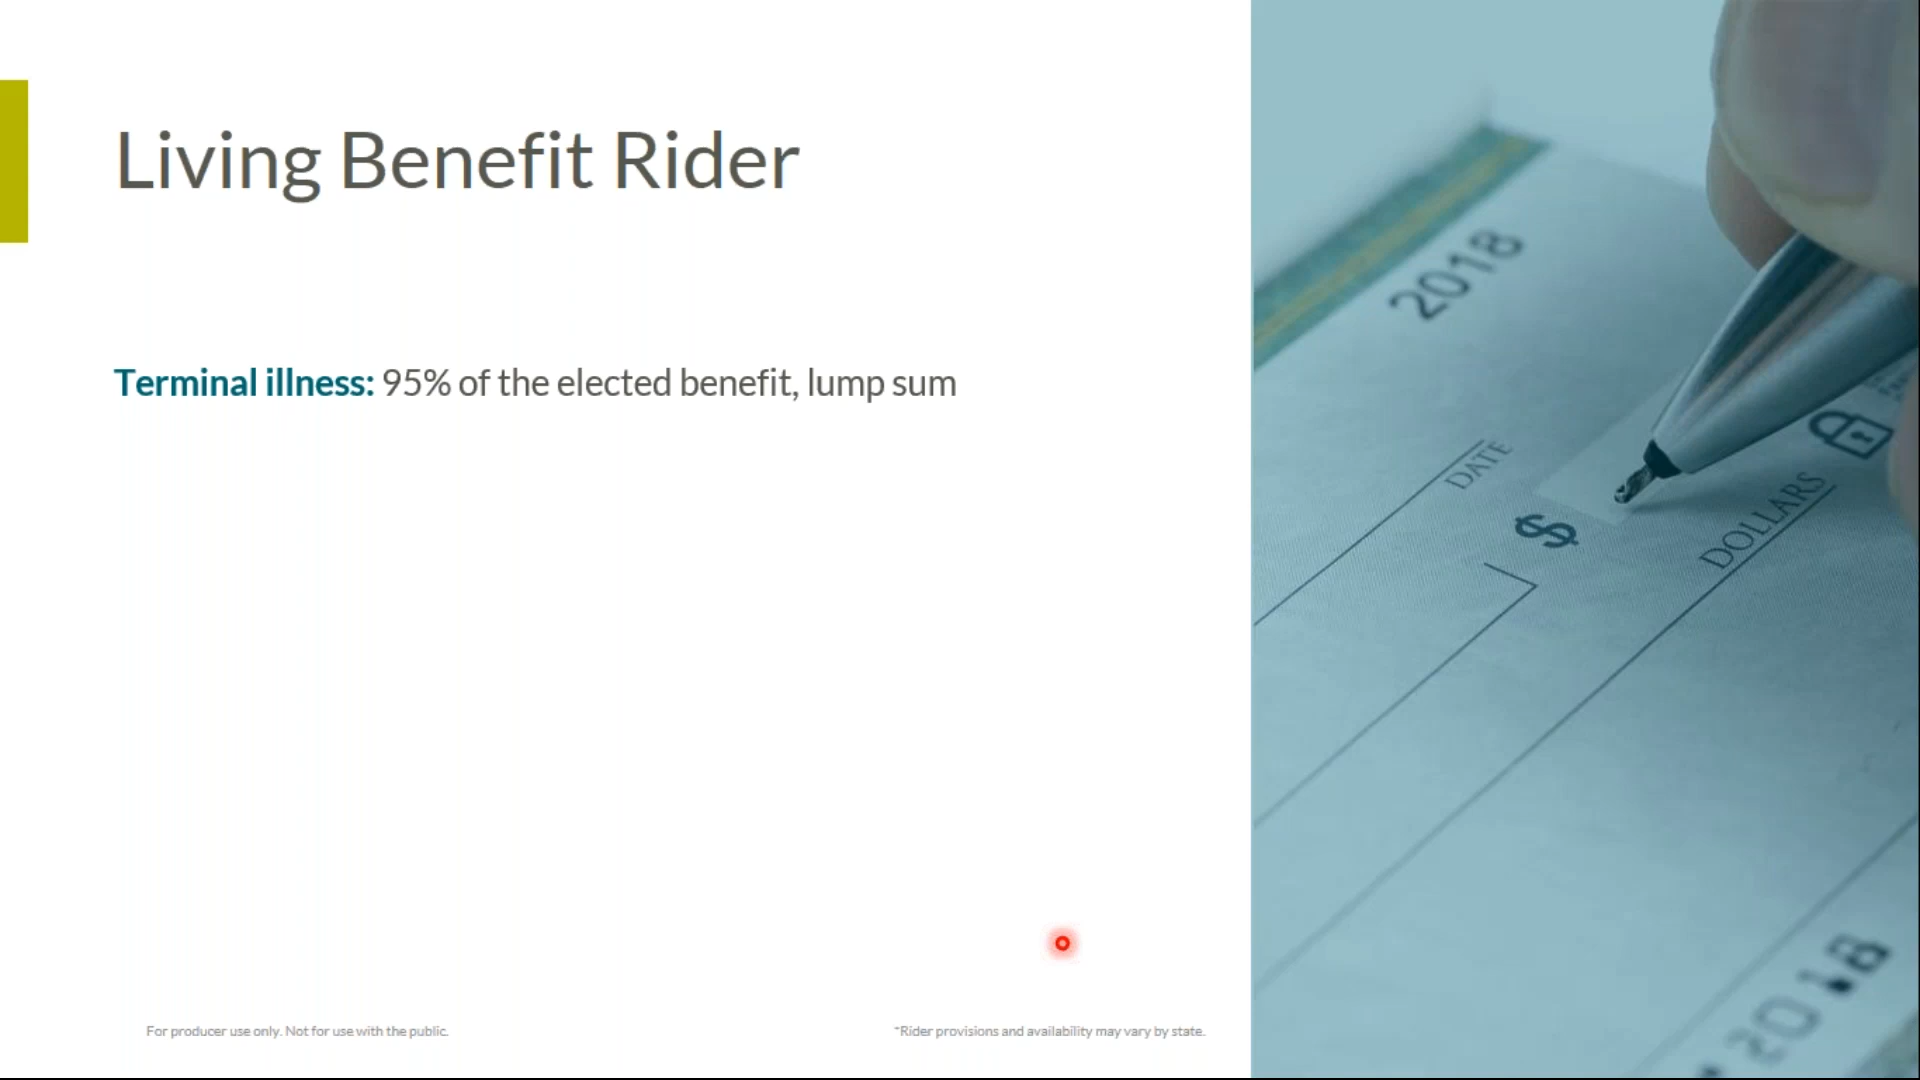 Living Benefit Rider
Terminal illness: 95% of the elected benefit, lump sum
For producer use only. Not for use with the public.
*Rider provisions and availability may vary by state.
2018
DATE
$
DOLLARS
2018